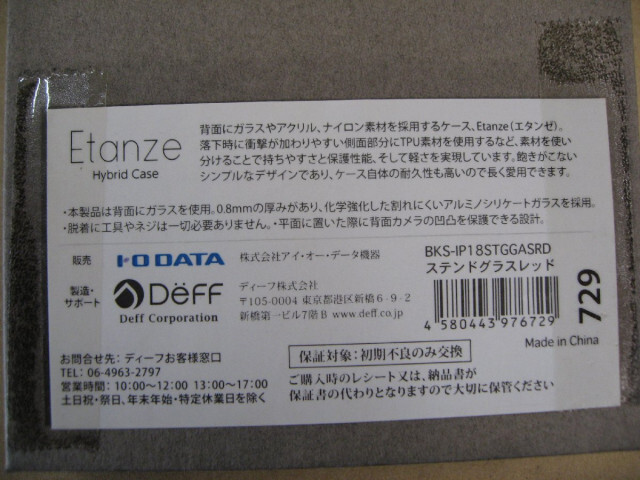 Etanze
Hybrid Case
背面にガラスやアクリル、ナイロン素材を採用するケース、Etanze(エタンゼ)。
落下時に衝撃が加わりやすい側面部分にTPU素材を使用するなど、素材を使い
分けることで持ちやすさと保護性能、そして軽さを実現しています。飽きがこない
シンプルなデザインであり、ケース自体の耐久性も高いので長く愛用できます。
・本製品は背面にガラスを使用。0.8mmの厚みがあり、化学強化した割れにくいアルミノシリケートガラスを採用。
・脱着に工具やネジは一切必要ありません。・平面に置いた際に背面カメラの凹凸を保護できる設計。
販売 I-O DATA 株式会社アイ・オー・データ機器
製造・
サポート DëFF
Deff Corporation
ディーフ株式会社
〒105-0004 東京都港区新橋6-9-2
新橋第一ビル7階B www.deff.co.jp
BKS-IP18STGGASRD
ステンドグラスレッド
4 580443 976729
729
Made in China
お問合せ先: ディーフお客様窓口
TEL: 06-4963-2797
営業時間: 10:00〜12:00 13:00〜17:00
土日祝・祭日、年末年始・特定休業日を除く
保証対象: 初期不良のみ交換
ご購入時のレシート又は、納品書が
保証書の代わりとなりますので大切に保管ください